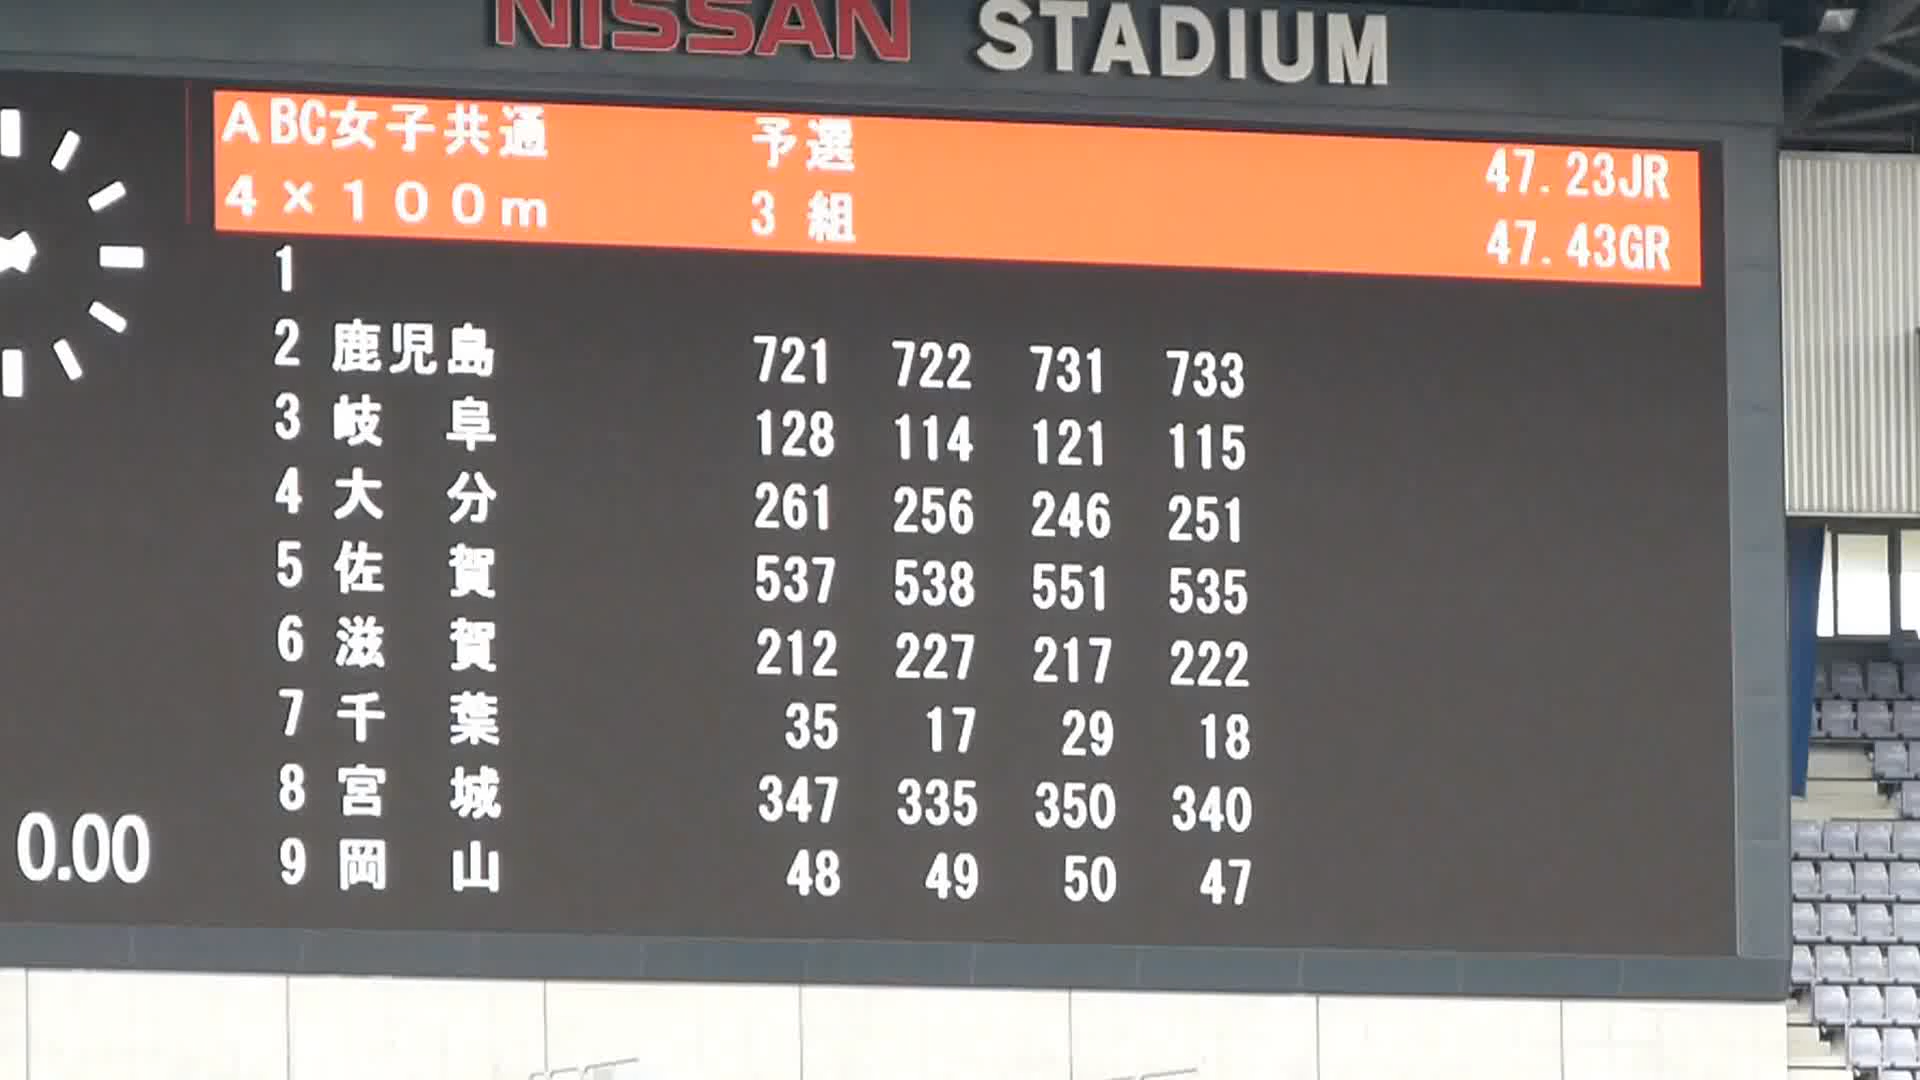 NISSAN STADIUM
ABC女子共通 予選 47.23JR
4×100m 3組 47.43GR
1
2 鹿児島 721 722 731 733
3 岐阜 128 114 121 115
4 大分 261 256 246 251
5 佐賀 537 538 551 535
6 滋賀 212 227 217 222
7 千葉 35 17 29 18
8 宮城 347 335 350 340
9 岡山 48 49 50 47
0.00